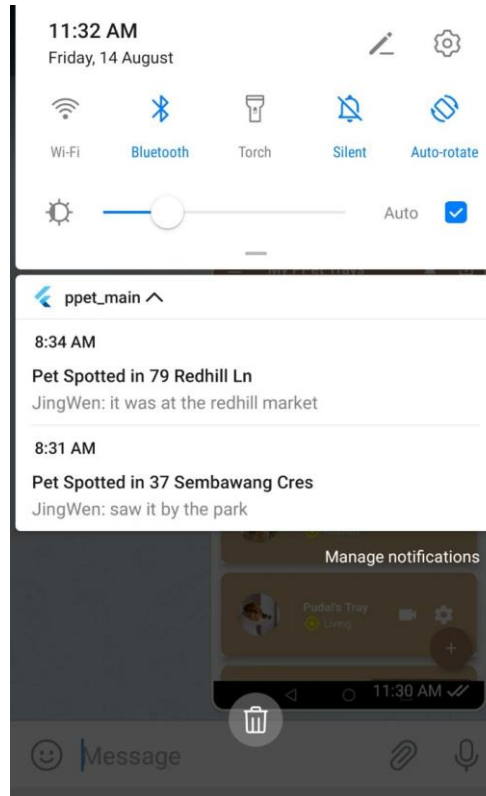 11:32 AM
Friday, 14 August
Wi-Fi
Bluetooth
Torch
Silent
Auto-rotate
Auto
ppet_main
8:34 AM
Pet Spotted in 79 Redhill Ln
JingWen: it was at the redhill market
8:31 AM
Pet Spotted in 37 Sembawang Cres
JingWen: saw it by the park
Manage notifications
Pudal's Tray
Living
11:30 AM
Message